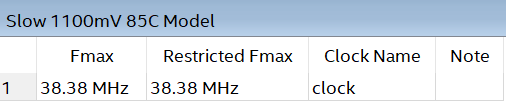 Slow 1100mV 85C Model
Fmax Restricted Fmax Clock Name Note
1 38.38 MHz 38.38 MHz clock